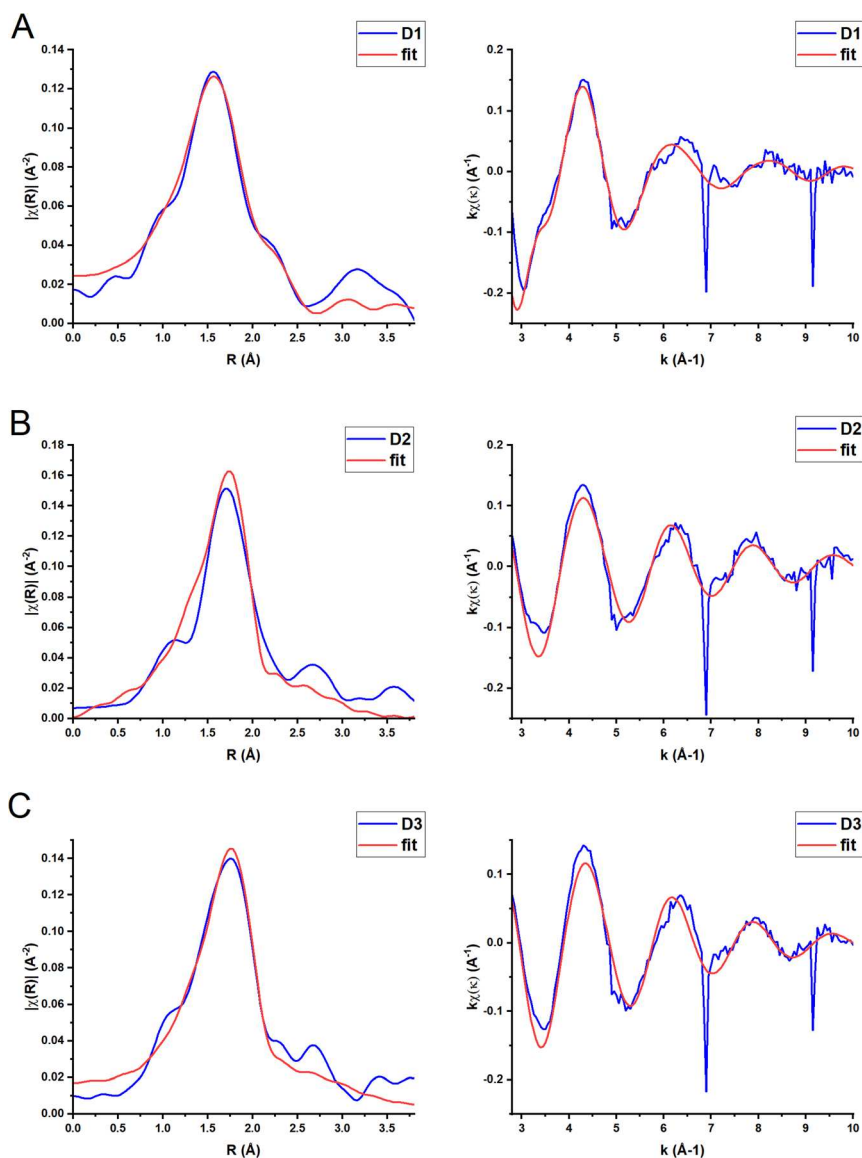 A
D1
fit
|χ(R)| (A⁻²)
0.14
0.12
0.10
0.08
0.06
0.04
0.02
0.00
0.0 0.5 1.0 1.5 2.0 2.5 3.0 3.5
R (Å)
D1
fit
kχ(κ) (A⁻¹)
0.2
0.1
0.0
-0.1
-0.2
3 4 5 6 7 8 9 10
k (Å-1)
B
D2
fit
|χ(R)| (A⁻²)
0.18
0.16
0.14
0.12
0.10
0.08
0.06
0.04
0.02
0.00
0.0 0.5 1.0 1.5 2.0 2.5 3.0 3.5
R (Å)
D2
fit
kχ(κ) (A⁻¹)
0.2
0.1
0.0
-0.1
-0.2
3 4 5 6 7 8 9 10
k (Å-1)
C
D3
fit
|χ(R)| (A⁻²)
0.14
0.12
0.10
0.08
0.06
0.04
0.02
0.00
0.0 0.5 1.0 1.5 2.0 2.5 3.0 3.5
R (Å)
D3
fit
kχ(κ) (A⁻¹)
0.1
0.0
-0.1
-0.2
3 4 5 6 7 8 9 10
k (Å-1)